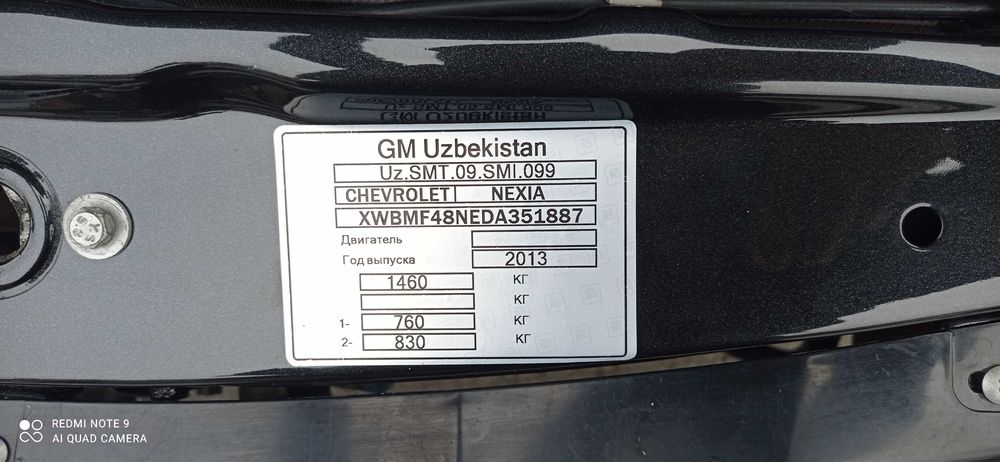 GM Uzbekistan
Uz.SMT.09.SMI.099
CHEVROLET NEXIA
XWBMF48NEDA351887
Двигатель
Год выпуска 2013
1460 КГ
КГ
1- 760 КГ
2- 830 КГ
REDMI NOTE 9
AI QUAD CAMERA